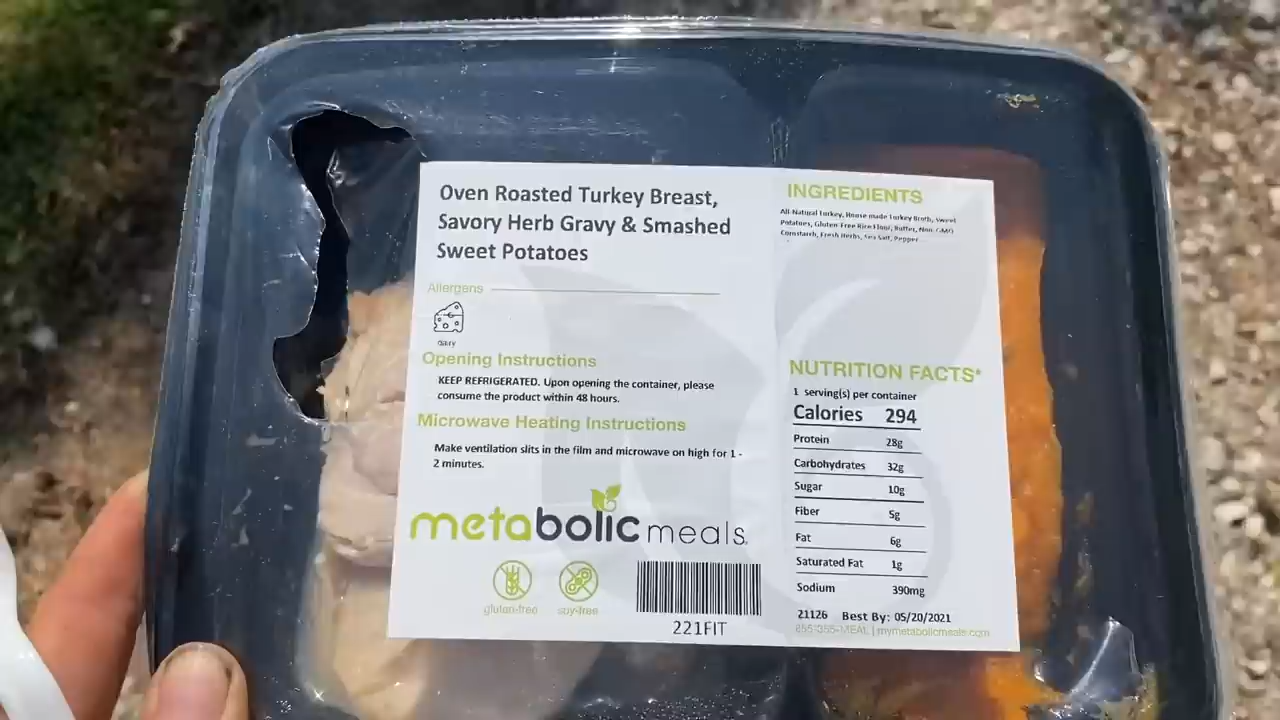 Oven Roasted Turkey Breast,
Savory Herb Gravy & Smashed
Sweet Potatoes
Allergens
dairy
Opening Instructions
KEEP REFRIGERATED. Upon opening the container, please
consume the product within 48 hours.
Microwave Heating Instructions
Make ventilation slits in the film and microwave on high for 1 -
2 minutes.
metabolic meals
gluten-free
soy-free
221FIT
INGREDIENTS
All-Natural Turkey, House made Turkey Broth, Sweet
Potatoes, Gluten Free Rice Flour, Butter, Non-GMO
Cornstarch, Fresh Herbs, Sea Salt, Pepper
NUTRITION FACTS*
1 serving(s) per container
Calories 294
Protein 28g
Carbohydrates 32g
Sugar 10g
Fiber 5g
Fat 6g
Saturated Fat 1g
Sodium 390mg
21126 Best By: 05/20/2021
855-355-MEAL | mymetabolicmeals.com